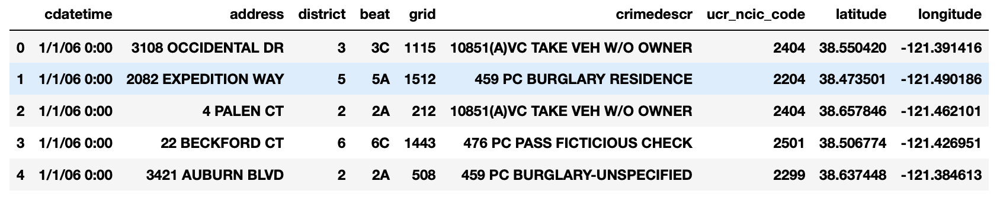 cdatetime address district beat grid crimedescr ucr_ncic_code latitude longitude
0 1/1/06 0:00 3108 OCCIDENTAL DR 3 3C 1115 10851(A)VC TAKE VEH W/O OWNER 2404 38.550420 -121.391416
1 1/1/06 0:00 2082 EXPEDITION WAY 5 5A 1512 459 PC BURGLARY RESIDENCE 2204 38.473501 -121.490186
2 1/1/06 0:00 4 PALEN CT 2 2A 212 10851(A)VC TAKE VEH W/O OWNER 2404 38.657846 -121.462101
3 1/1/06 0:00 22 BECKFORD CT 6 6C 1443 476 PC PASS FICTICIOUS CHECK 2501 38.506774 -121.426951
4 1/1/06 0:00 3421 AUBURN BLVD 2 2A 508 459 PC BURGLARY-UNSPECIFIED 2299 38.637448 -121.384613